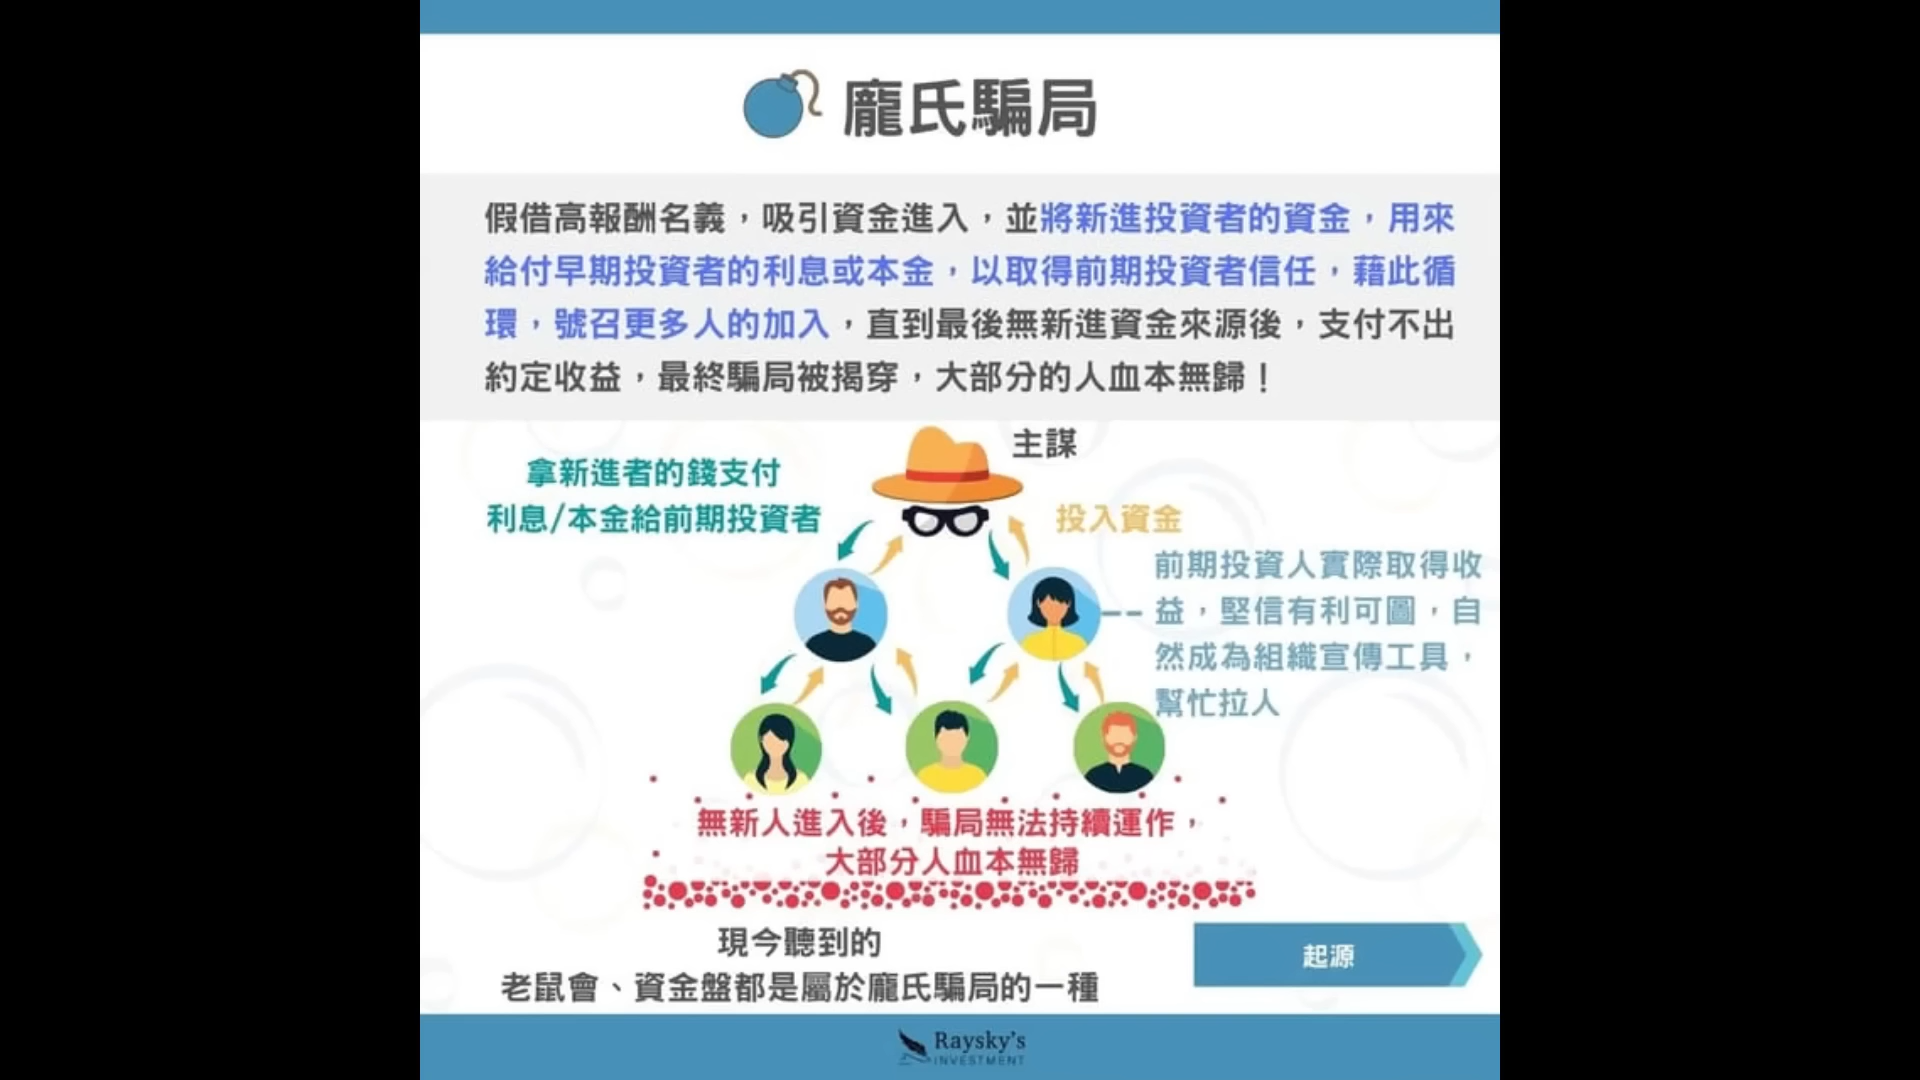 龐氏騙局
假借高報酬名義，吸引資金進入，並將新進投資者的資金，用來
給付早期投資者的利息或本金，以取得前期投資者信任，藉此循
環，號召更多人的加入，直到最後無新進資金來源後，支付不出
約定收益，最終騙局被揭穿，大部分的人血本無歸！
主謀
拿新進者的錢支付
利息/本金給前期投資者
投入資金
前期投資人實際取得收
益，堅信有利可圖，自
然成為組織宣傳工具，
幫忙拉人
無新人進入後，騙局無法持續運作，
大部分人血本無歸
現今聽到的
老鼠會、資金盤都是屬於龐氏騙局的一種
起源
Raysky's
INVESTMENT